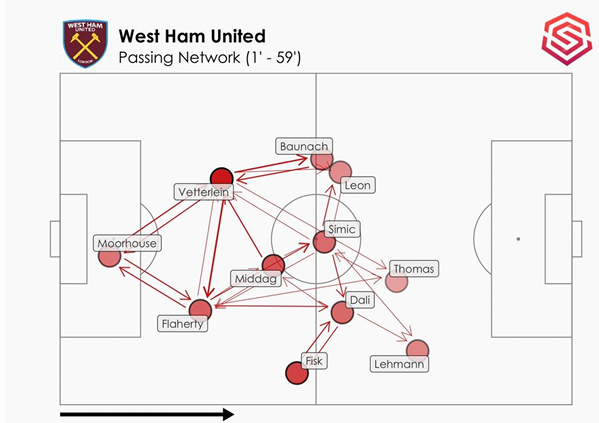 WEST HAM
UNITED
LONDON
West Ham United
Passing Network (1' - 59')
Baunach
Leon
Vetterlein
Simic
Moorhouse
Thomas
Middag
Dali
Flaherty
Fisk
Lehmann